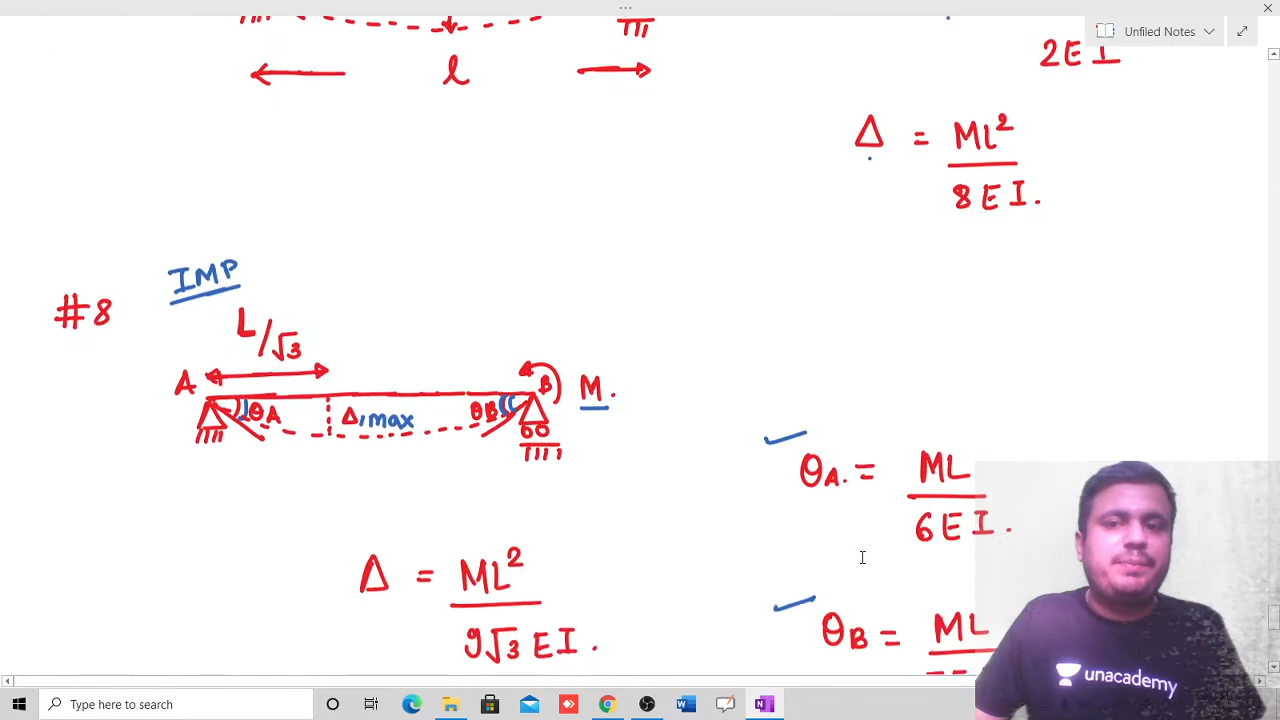 Unfiled Notes
l
2EI
Δ = ML²
8EI.
IMP
#8
L/√3
A
B
M.
θA
Δ,max
θB
θA. = ML
6EI.
Δ = ML²
9√3 EI.
θB = ML
unacademy
Type here to search